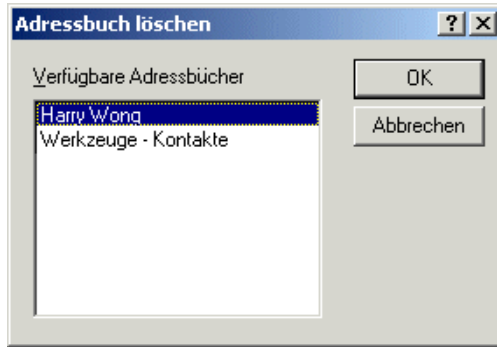 Adressbuch löschen
Verfügbare Adressbücher
OK
Harry Wong
Abbrechen
Werkzeuge - Kontakte